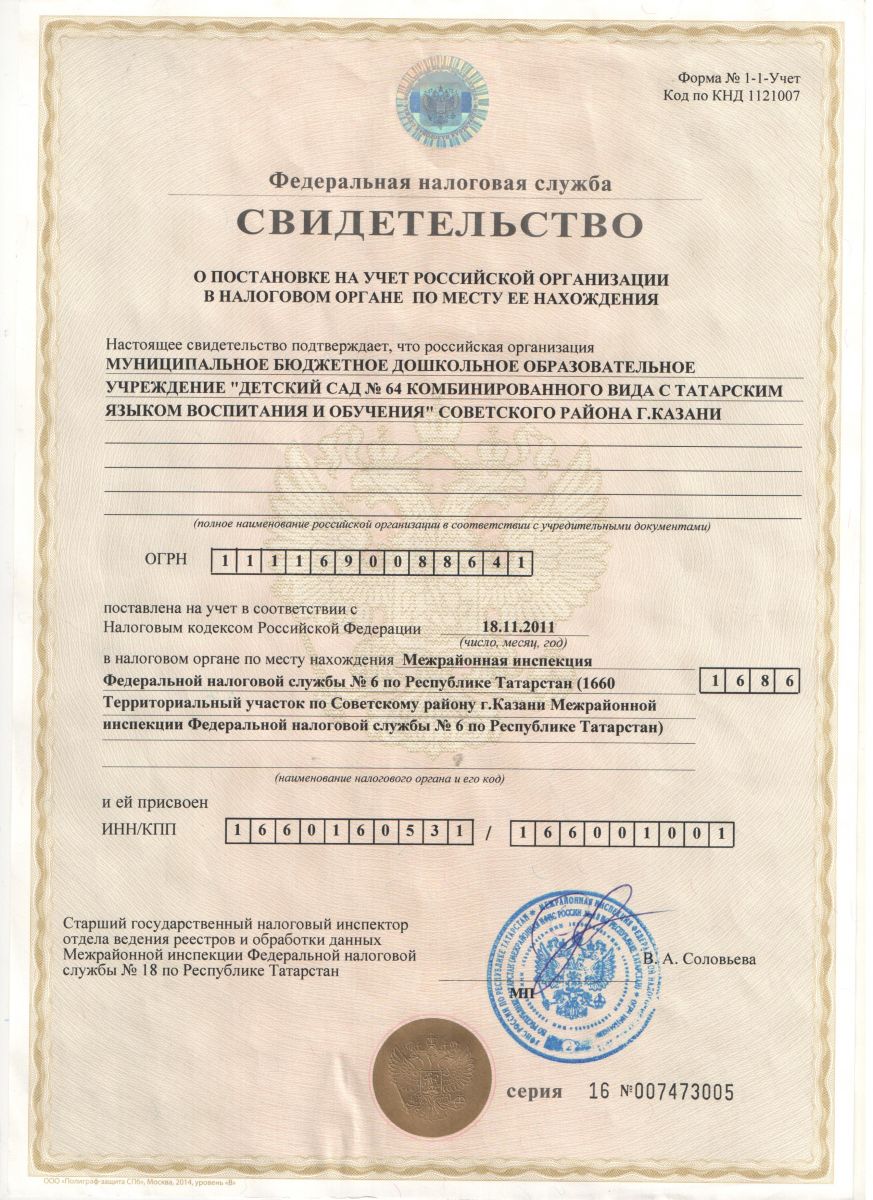 Форма № 1-1-Учет
Код по КНД 1121007
Федеральная налоговая служба
СВИДЕТЕЛЬСТВО
О ПОСТАНОВКЕ НА УЧЕТ РОССИЙСКОЙ ОРГАНИЗАЦИИ
В НАЛОГОВОМ ОРГАНЕ ПО МЕСТУ ЕЕ НАХОЖДЕНИЯ
Настоящее свидетельство подтверждает, что российская организация
МУНИЦИПАЛЬНОЕ БЮДЖЕТНОЕ ДОШКОЛЬНОЕ ОБРАЗОВАТЕЛЬНОЕ
УЧРЕЖДЕНИЕ "ДЕТСКИЙ САД № 64 КОМБИНИРОВАННОГО ВИДА С ТАТАРСКИМ
ЯЗЫКОМ ВОСПИТАНИЯ И ОБУЧЕНИЯ" СОВЕТСКОГО РАЙОНА Г.КАЗАНИ
(полное наименование российской организации в соответствии с учредительными документами)
ОГРН 1111690088641
поставлена на учет в соответствии с
Налоговым кодексом Российской Федерации 18.11.2011
(число, месяц, год)
в налоговом органе по месту нахождения Межрайонная инспекция
Федеральной налоговой службы № 6 по Республике Татарстан (1660 1686
Территориальный участок по Советскому району г.Казани Межрайонной
инспекции Федеральной налоговой службы № 6 по Республике Татарстан)
(наименование налогового органа и его код)
и ей присвоен
ИНН/КПП 1660160531 / 166001001
Старший государственный налоговый инспектор
отдела ведения реестров и обработки данных
Межрайонной инспекции Федеральной налоговой
службы № 18 по Республике Татарстан
В. А. Соловьева
МП
серия 16 №007473005
ООО «Полиграф-защита СПб», Москва, 2014, уровень «В»